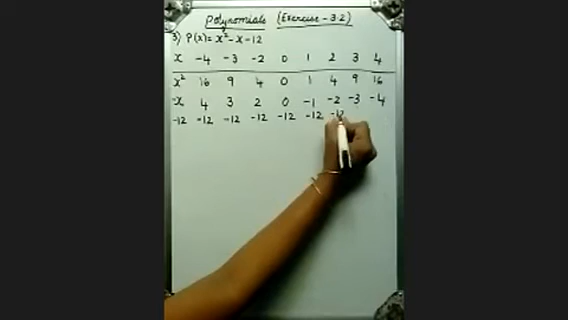 Polynomials (Exercise - 3.2)
3) P(x) = x² - x - 12
x -4 -3 -2 0 1 2 3 4
x² 16 9 4 0 1 4 9 16
-x 4 3 2 0 -1 -2 -3 -4
-12 -12 -12 -12 -12 -12 -12